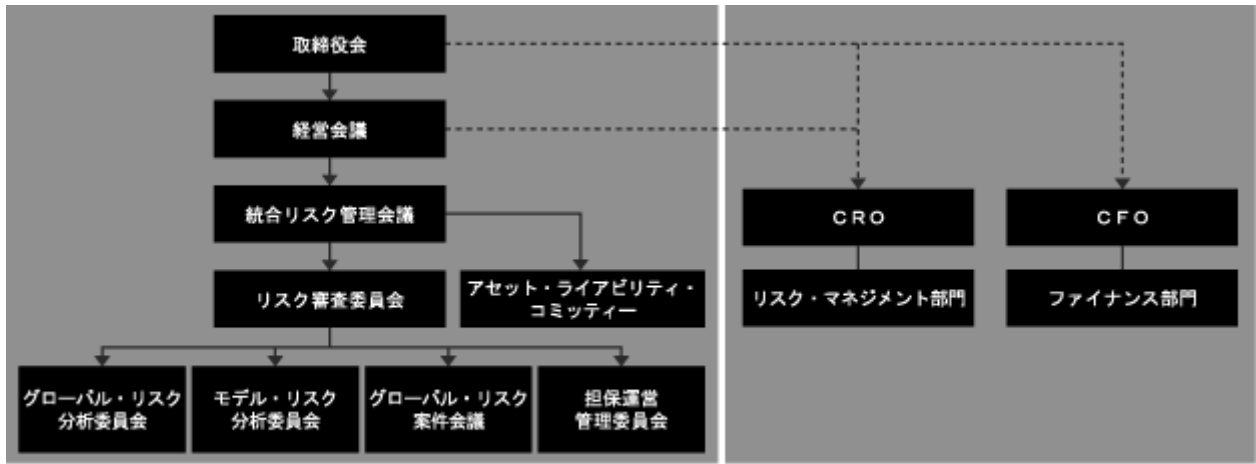 取締役会
経営会議
統合リスク管理会議
リスク審査委員会
アセット・ライアビリティ・
コミッティー
グローバル・リスク
分析委員会
モデル・リスク
分析委員会
グローバル・リスク
案件会議
担保運営
管理委員会
ＣＲＯ
ＣＦＯ
リスク・マネジメント部門
ファイナンス部門